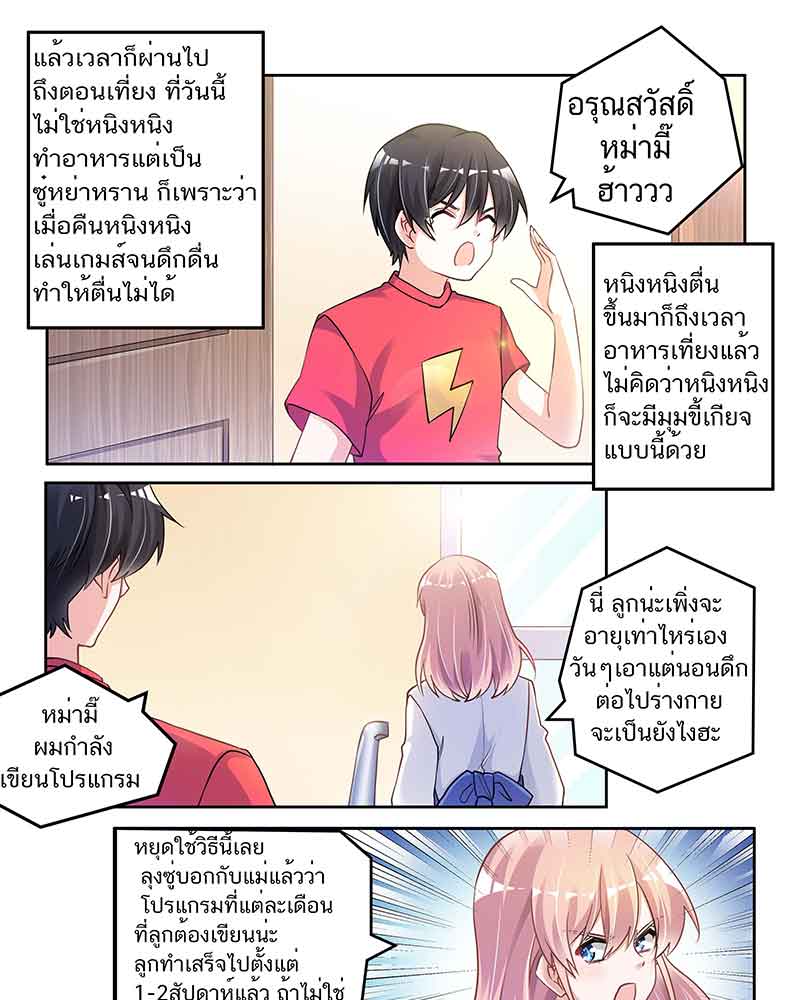 แล้วเวลาก็ผ่านไป
ถึงตอนเที่ยง ที่วันนี้
ไม่ใช่หนิงหนิง
ทำอาหารแต่เป็น
ซู๋หย่าหราน ก็เพราะว่า
เมื่อคืนหนิงหนิง
เล่นเกมส์จนดึกดื่น
ทำให้ตื่นไม่ได้
อรุณสวัสดิ์
หม่ามี๊
ฮ้าววว
หนิงหนิงตื่น
ขึ้นมาก็ถึงเวลา
อาหารเที่ยงแล้ว
ไม่คิดว่าหนิงหนิง
ก็จะมีมุมขี้เกียจ
แบบนี้ด้วย
นี่ ลูกน่ะเพิ่งจะ
อายุเท่าไหร่เอง
วันๆเอาแต่นอนดึก
ต่อไปร่างกาย
จะเป็นยังไงฮะ
หม่ามี๊
ผมกำลัง
เขียนโปรแกรม
หยุดใช้วิธีนี้เลย
ลุงซู่บอกกับแม่แล้วว่า
โปรแกรมที่แต่ละเดือน
ที่ลูกต้องเขียนน่ะ
ลูกทำเสร็จไปตั้งแต่
1-2สัปดาห์แล้ว ถ้าไม่ใช่